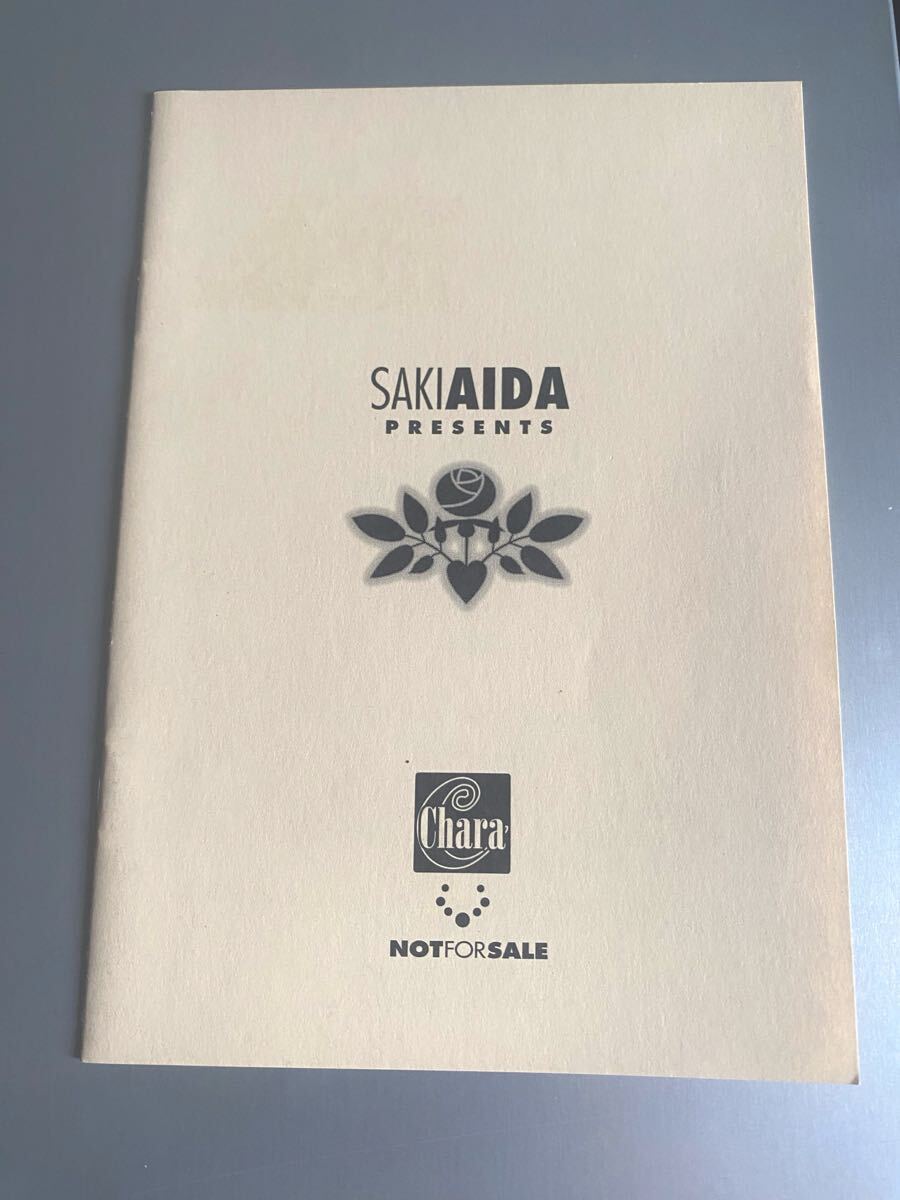 SAKIAIDA
PRESENTS
Chara
NOTFORSALE